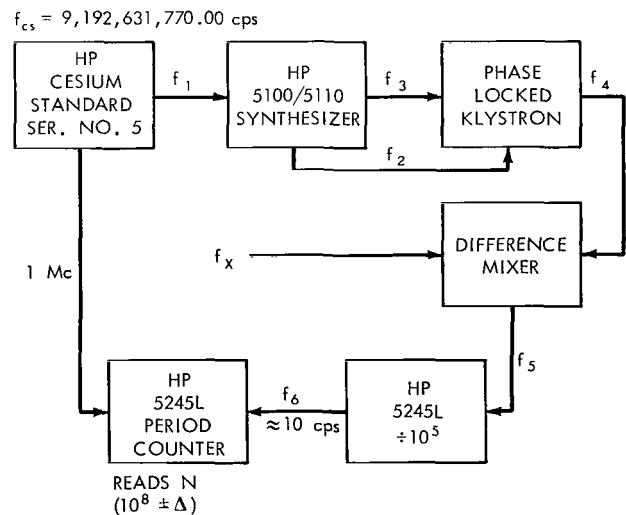 f_cs = 9,192,631,770.00 cps
HP
CESIUM
STANDARD
SER. NO. 5
f_1
HP
5100/5110
SYNTHESIZER
f_3
f_2
PHASE
LOCKED
KLYSTRON
f_4
1 Mc
f_x
DIFFERENCE
MIXER
f_5
HP
5245L
PERIOD
COUNTER
f_6
≈10 cps
HP
5245L
÷10^5
READS N
(10^8 ± Δ)